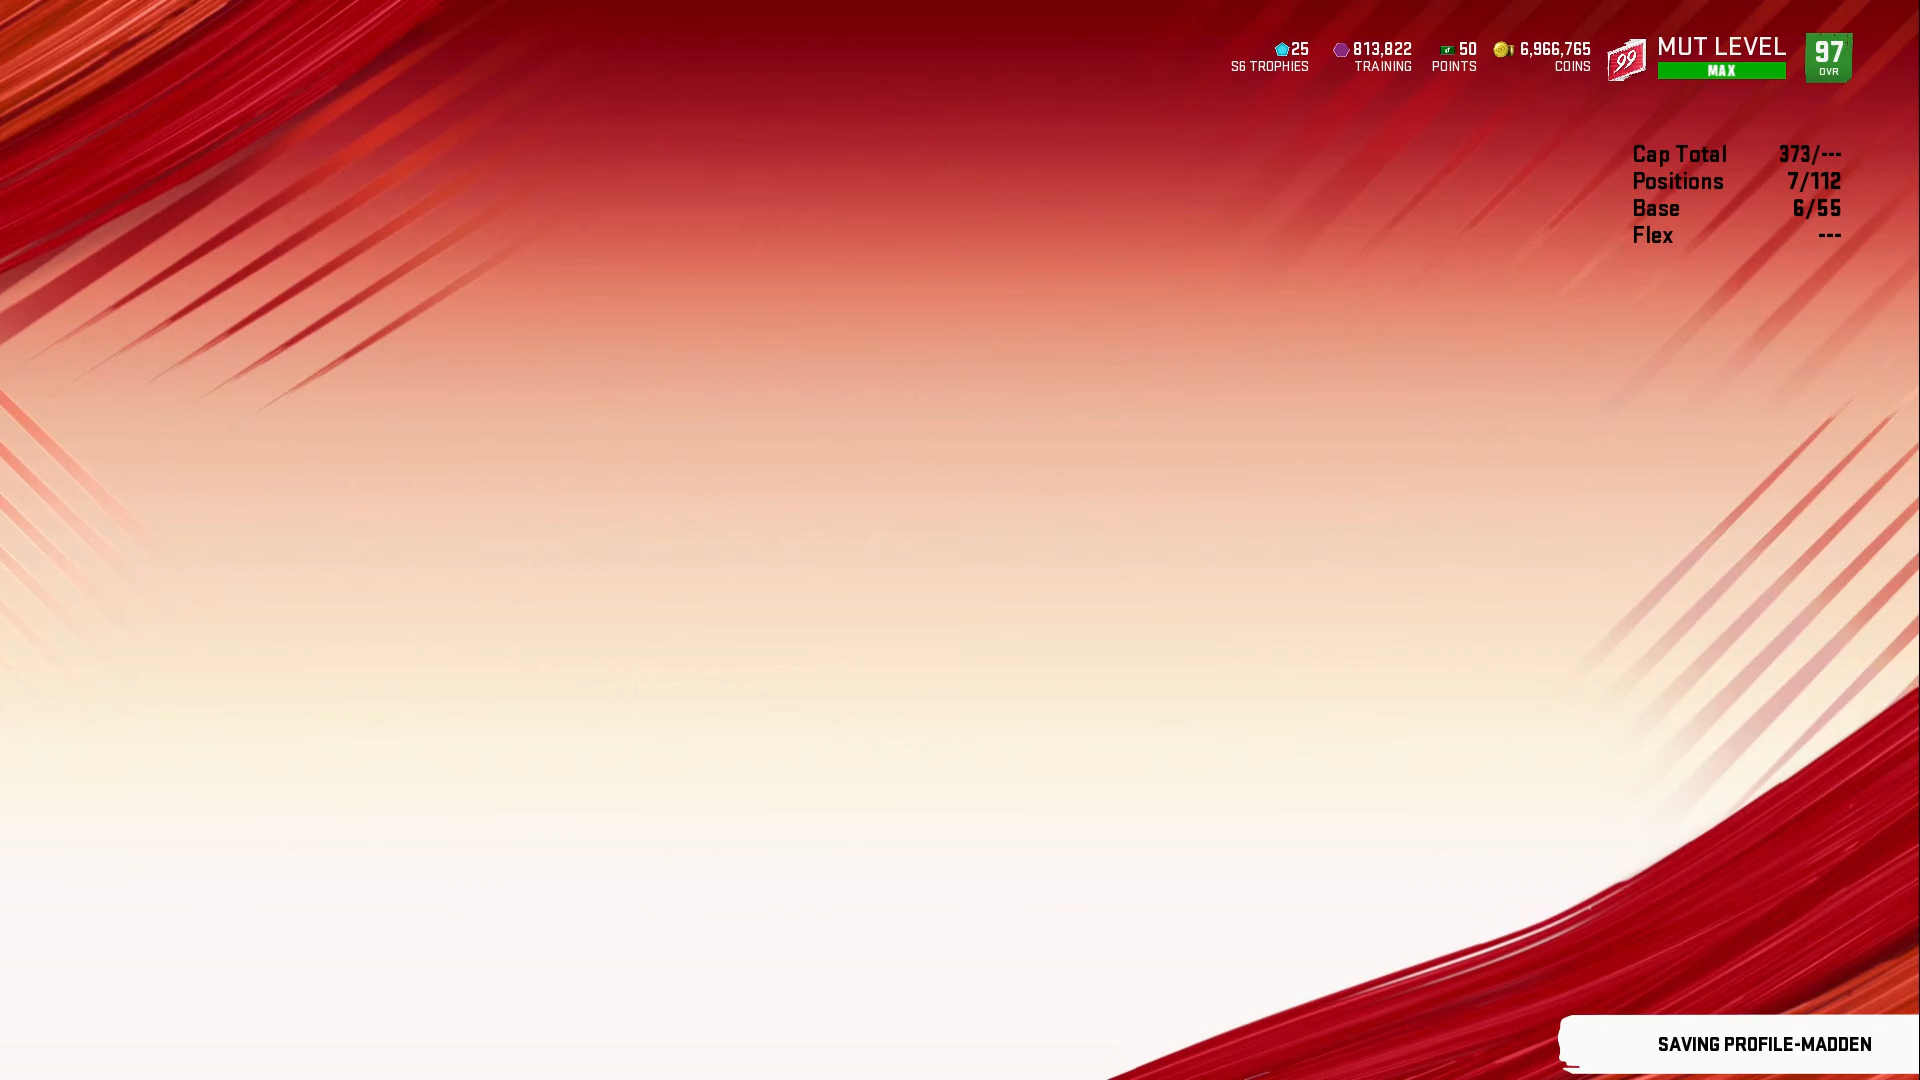 25 813,822 50 6,966,765
S6 TROPHIES TRAINING POINTS COINS
99
MUT LEVEL
MAX
97
OVR
Cap Total 373/---
Positions 7/112
Base 6/55
Flex ---
SAVING PROFILE-MADDEN